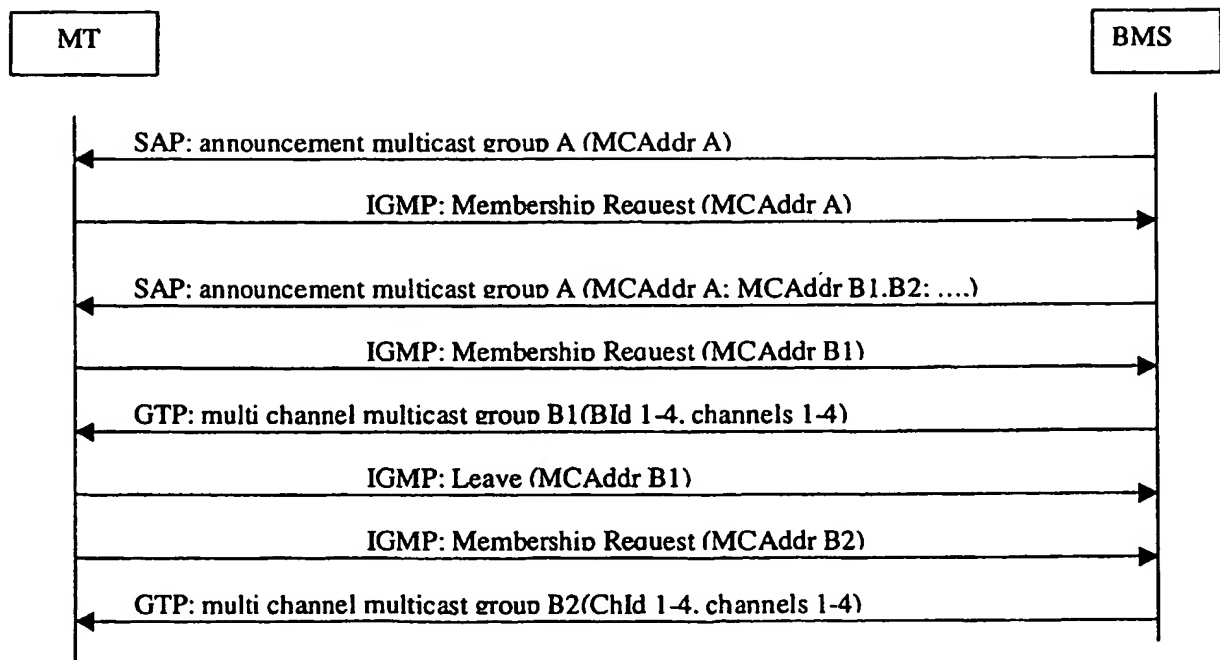 MT
BMS
SAP: announcement multicast group A (MCAddr A)
IGMP: Membership Request (MCAddr A)
SAP: announcement multicast group A (MCAddr A; MCAddr B1,B2; ....)
IGMP: Membership Request (MCAddr B1)
GTP: multi channel multicast group B1(BId 1-4, channels 1-4)
IGMP: Leave (MCAddr B1)
IGMP: Membership Request (MCAddr B2)
GTP: multi channel multicast group B2(ChId 1-4, channels 1-4)